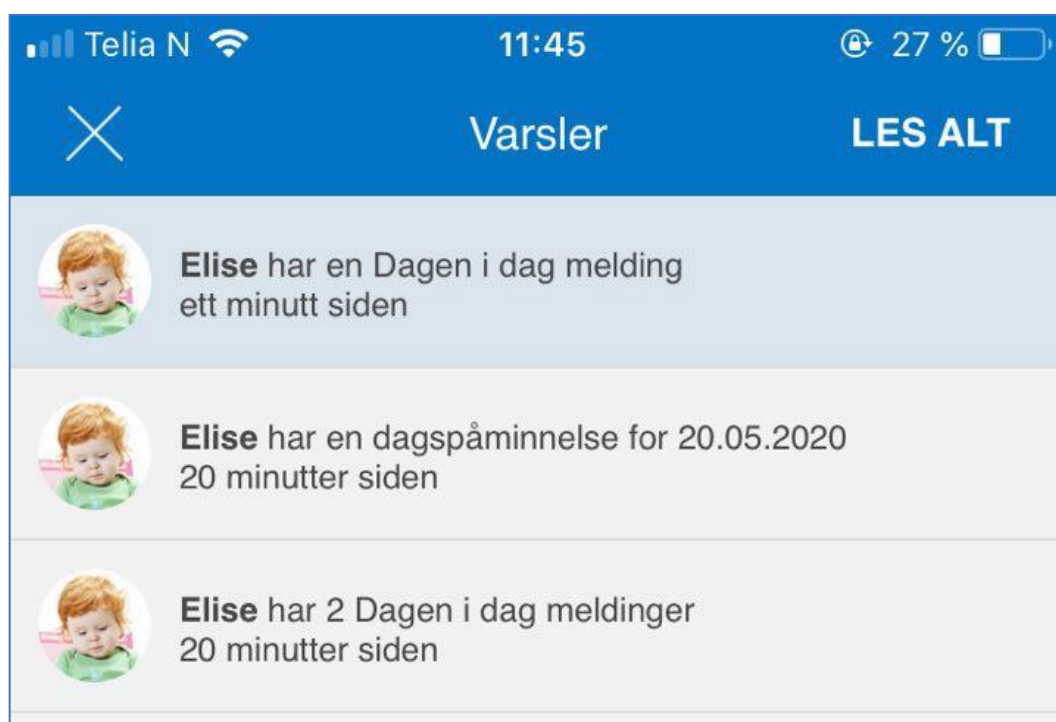 Telia N 11:45 27 %
Varsler LES ALT
Elise har en Dagen i dag melding
ett minutt siden
Elise har en dagspåminnelse for 20.05.2020
20 minutter siden
Elise har 2 Dagen i dag meldinger
20 minutter siden